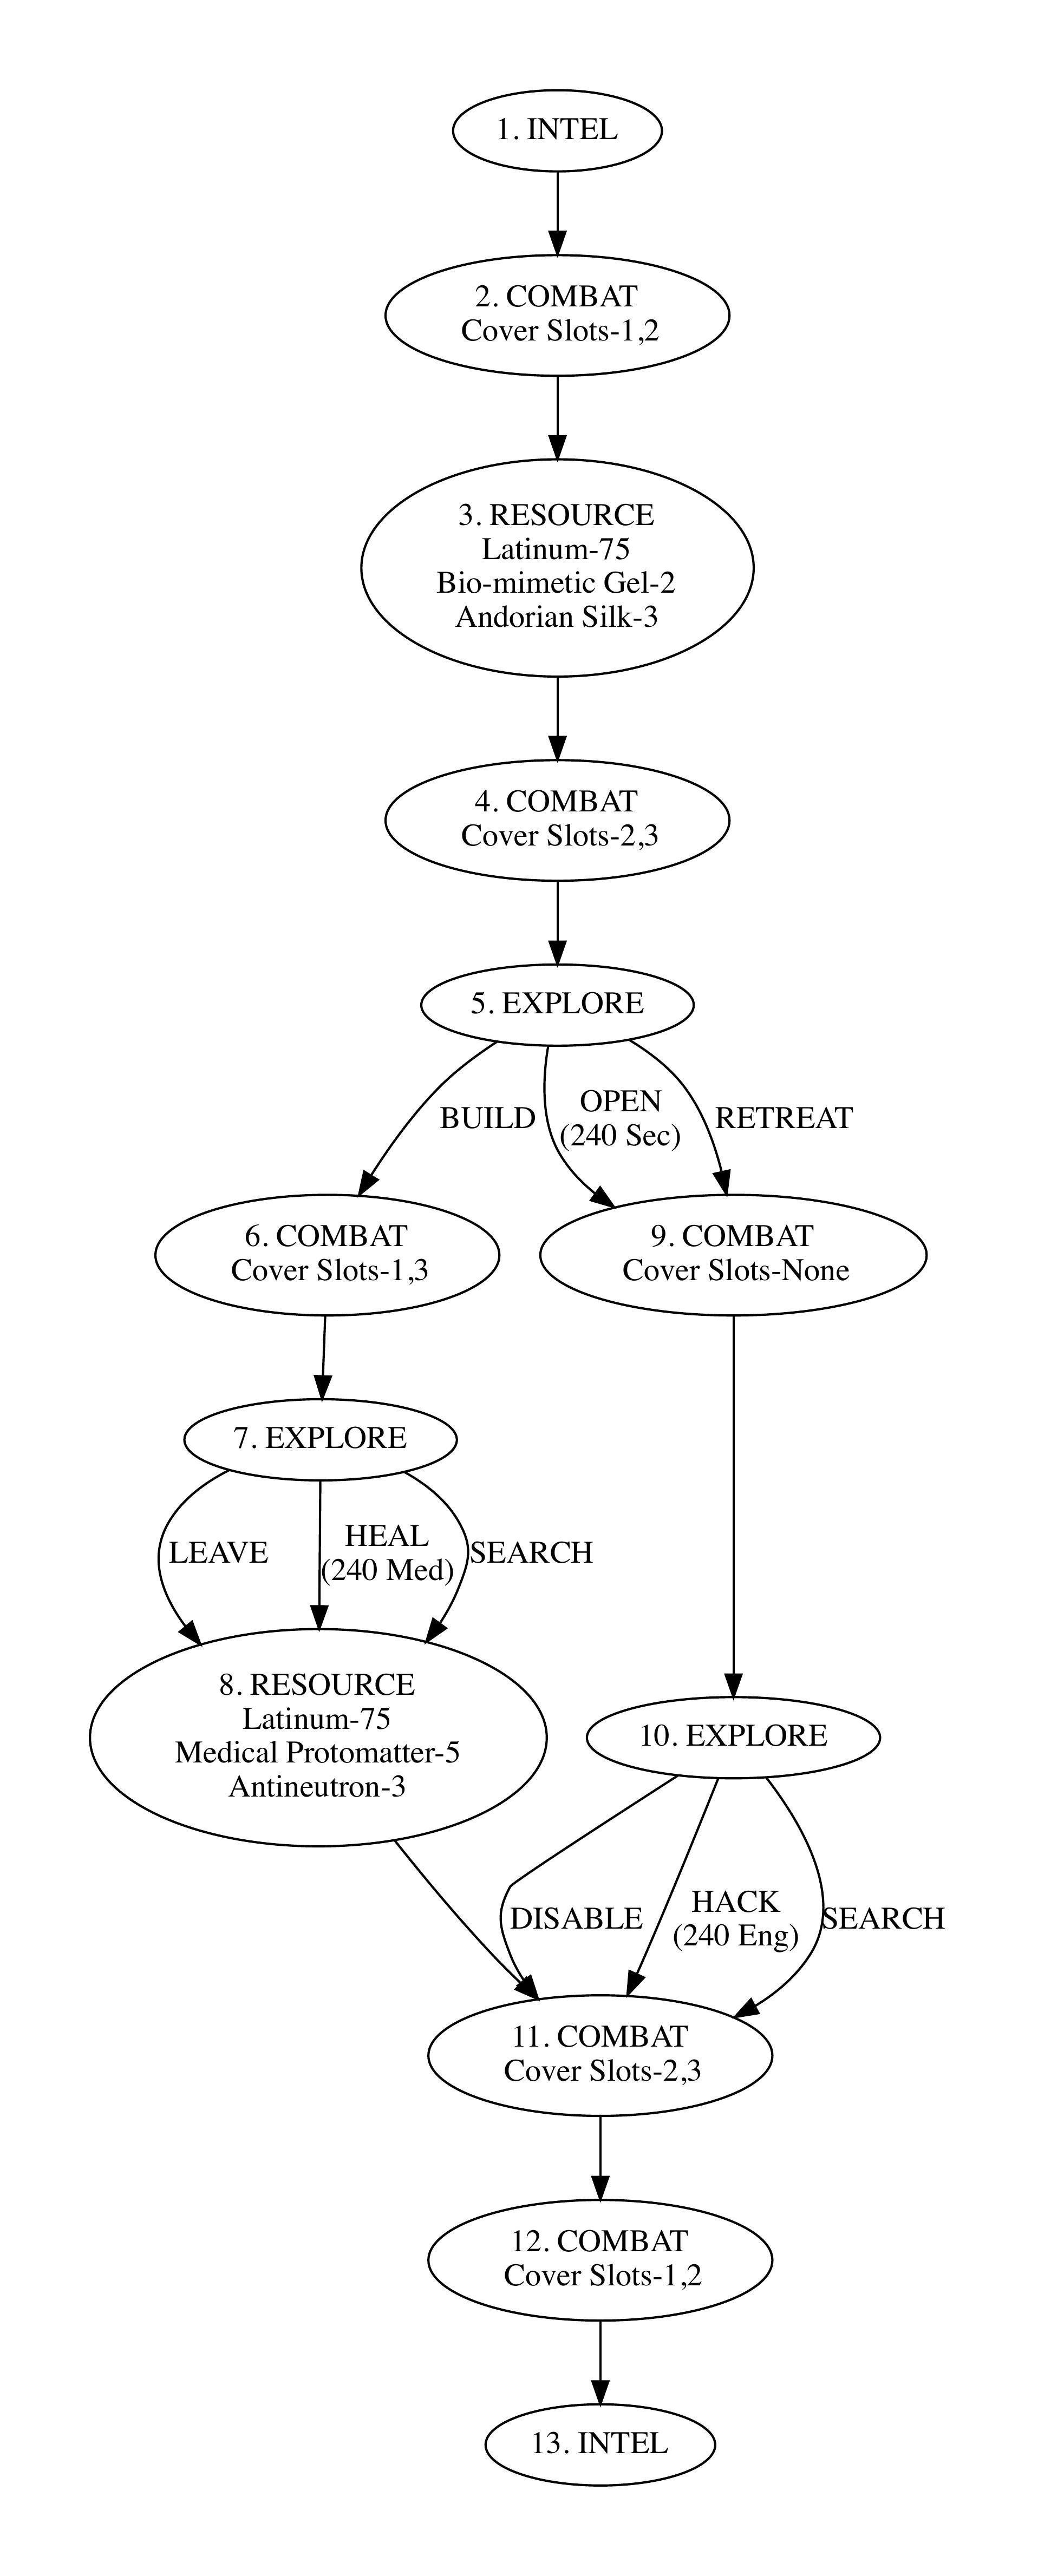 1. INTEL
2. COMBAT
Cover Slots-1,2
3. RESOURCE
Latinum-75
Bio-mimetic Gel-2
Andorian Silk-3
4. COMBAT
Cover Slots-2,3
5. EXPLORE
BUILD
OPEN
(240 Sec)
RETREAT
6. COMBAT
Cover Slots-1,3
9. COMBAT
Cover Slots-None
7. EXPLORE
LEAVE
HEAL
(240 Med)
SEARCH
8. RESOURCE
Latinum-75
Medical Protomatter-5
Antineutron-3
10. EXPLORE
DISABLE
HACK
(240 Eng)
SEARCH
11. COMBAT
Cover Slots-2,3
12. COMBAT
Cover Slots-1,2
13. INTEL